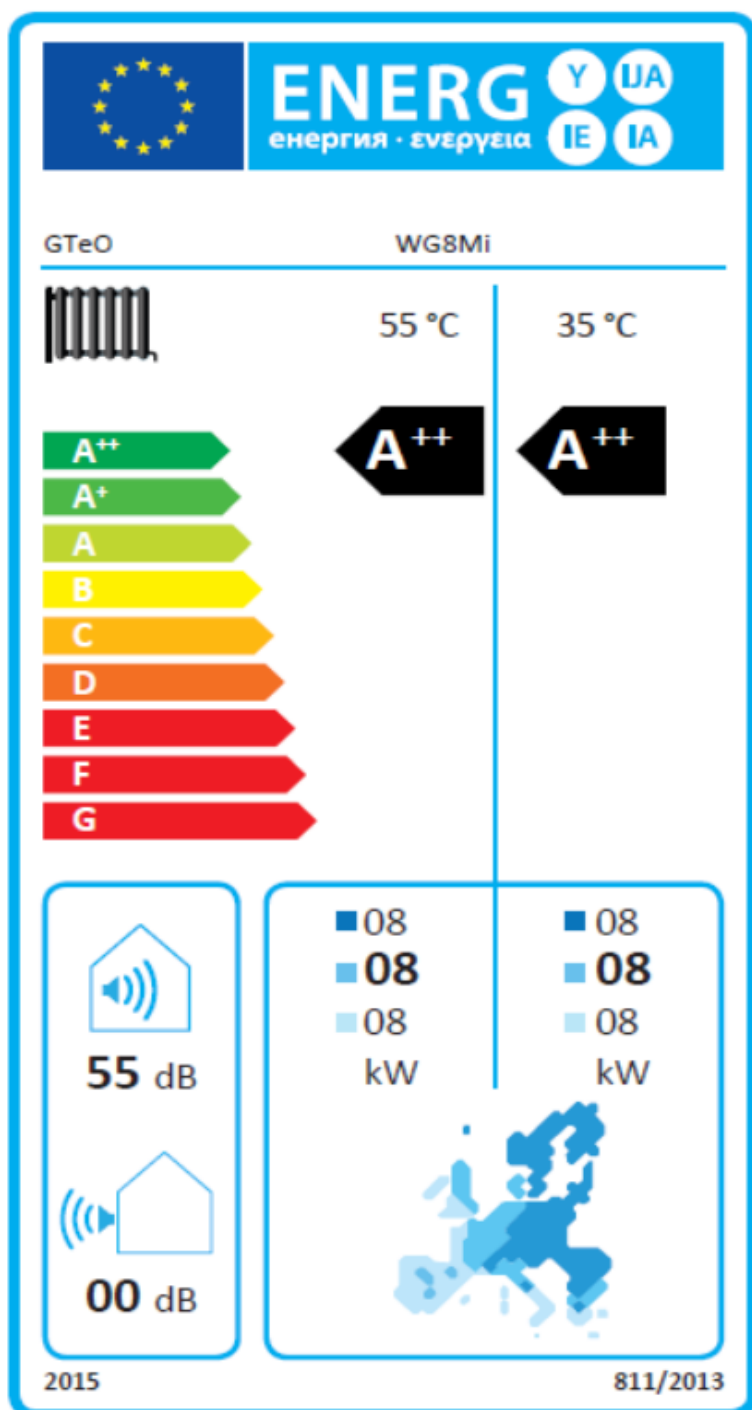 ENERG Y IJA
енергия · ενεργεια IE IA
GTeO WG8Mi
55 °C 35 °C
A++ A++
A++
A+
A
B
C
D
E
F
G
08 08
08 08
08 08
kW kW
55 dB
00 dB
2015 811/2013